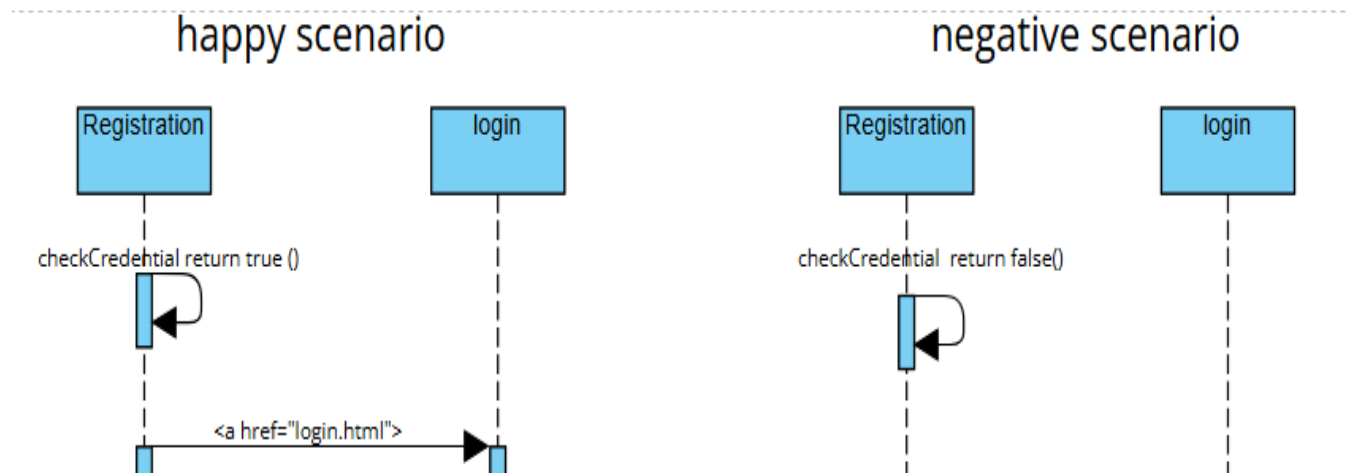 happy scenario
negative scenario
Registration
login
Registration
login
checkCredential return true ()
checkCredential return false()
<a href="login.html">